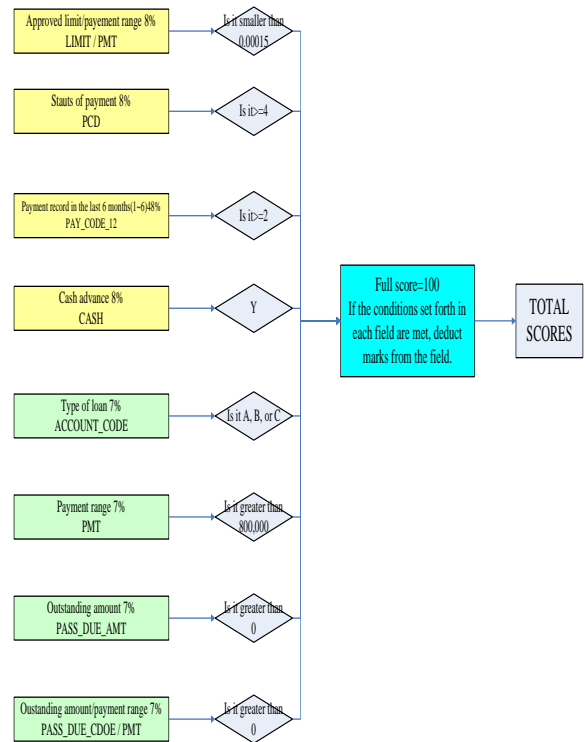 Approved limit/payement range 8%
LIMIT / PMT
Is it smaller than
0.00015
Stauts of payment 8%
PCD
Is it>=4
Payment record in the last 6 months(1~6)48%
PAY_CODE_12
Is it>=2
Cash advance 8%
CASH
Y
Full score=100
If the conditions set forth in
each field are met, deduct
marks from the field.
TOTAL
SCORES
Type of loan 7%
ACCOUNT_CODE
Is it A, B, or C
Payment range 7%
PMT
Is it greater than
800,000
Outstanding amount 7%
PASS_DUE_AMT
Is it greater than
0
Oustanding amount/payment range 7%
PASS_DUE_CDOE / PMT
Is it greater than
0